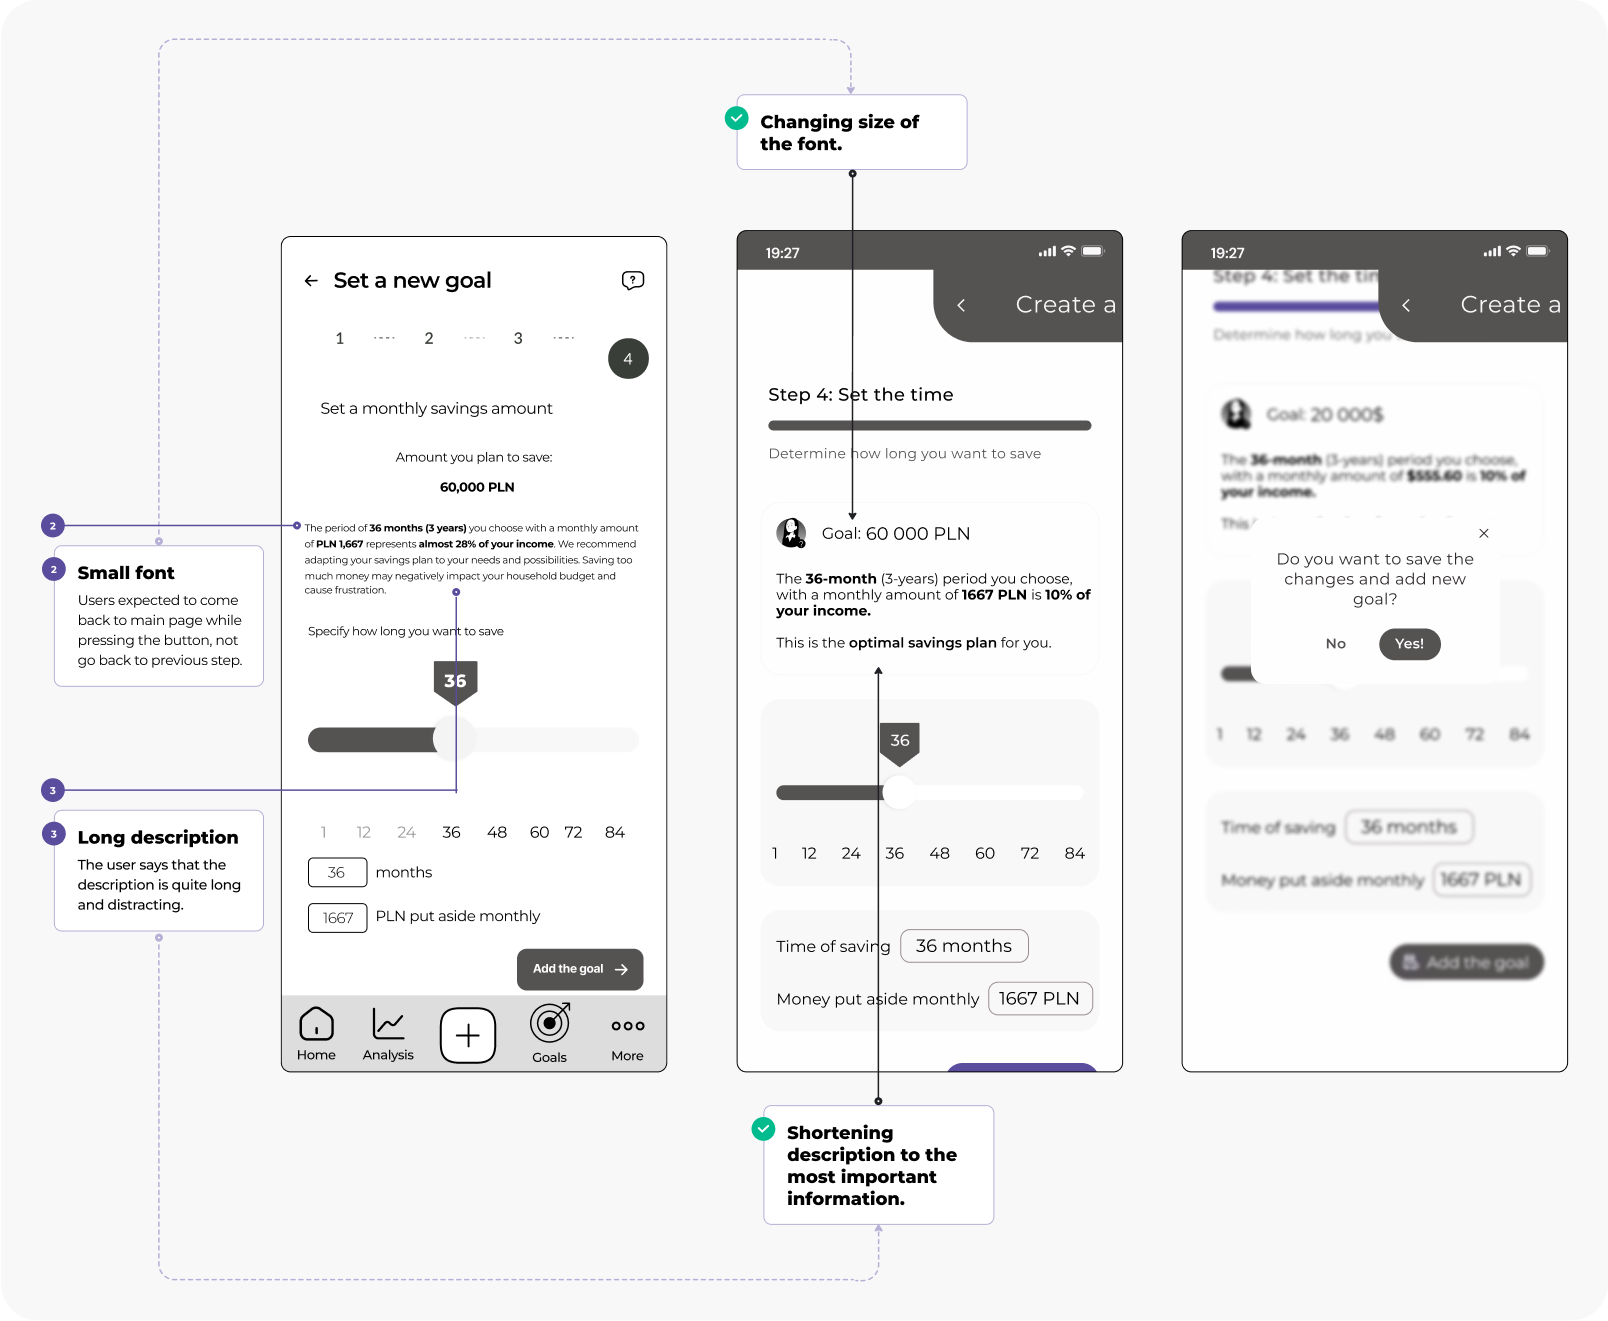 Changing size of
the font.
Set a new goal
?
1
2
3
4
Set a monthly savings amount
Amount you plan to save:
60,000 PLN
2
The period of 36 months (3 years) you choose with a monthly amount
of PLN 1,667 represents almost 28% of your income. We recommend
adapting your savings plan to your needs and possibilities. Saving too
much money may negatively impact your household budget and
cause frustration.
2
Small font
Users expected to come
back to main page while
pressing the button, not
go back to previous step.
Specify how long you want to save
36
3
3
Long description
The user says that the
description is quite long
and distracting.
1 12 24 36 48 60 72 84
36 months
1667 PLN put aside monthly
Add the goal
Home
Analysis
Goals
More
19:27
Create a
Step 4: Set the time
Determine how long you want to save
Goal: 60 000 PLN
The 36-month (3-years) period you choose,
with a monthly amount of 1667 PLN is 10% of
your income.
This is the optimal savings plan for you.
36
1 12 24 36 48 60 72 84
Time of saving 36 months
Money put aside monthly 1667 PLN
Shortening
description to the
most important
information.
19:27
Step 4: Set the tim
Create a
Determine how long you
Goal: 20 000$
The 36-month (3-years) period you choose,
with a monthly amount of $555.60 is 10% of
your income.
This
Do you want to save the
changes and add new
goal?
No
Yes!
1 12 24 36 48 60 72 84
Time of saving 36 months
Money put aside monthly 1667 PLN
Add the goal